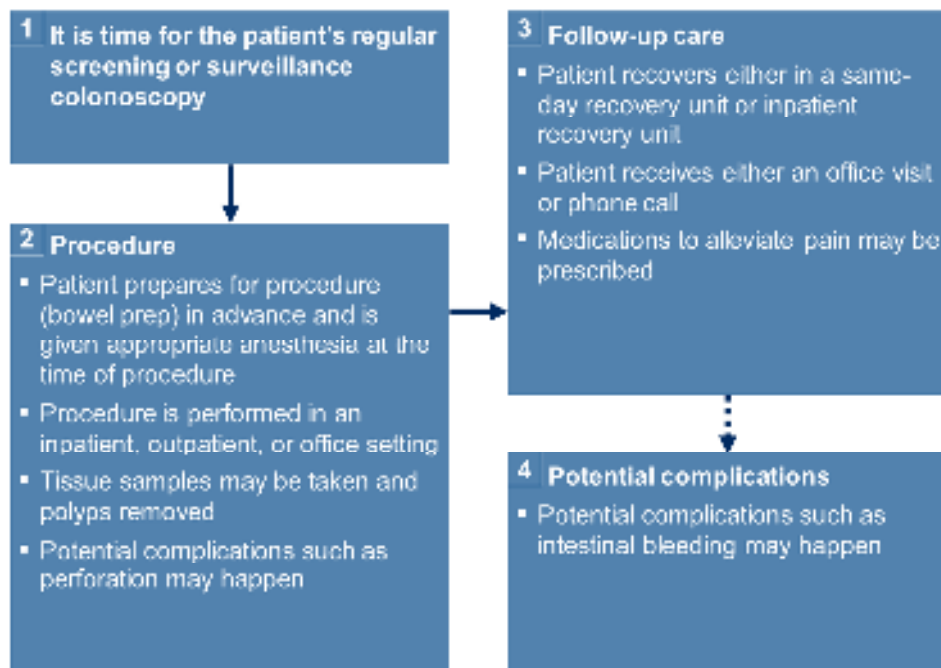 1 It is time for the patient's regular
screening or surveillance
colonoscopy
2 Procedure
▪ Patient prepares for procedure
(bowel prep) in advance and is
given appropriate anesthesia at the
time of procedure
▪ Procedure is performed in an
inpatient, outpatient, or office setting
▪ Tissue samples may be taken and
polyps removed
▪ Potential complications such as
perforation may happen
3 Follow-up care
▪ Patient recovers either in a same-
day recovery unit or inpatient
recovery unit
▪ Patient receives either an office visit
or phone call
▪ Medications to alleviate pain may be
prescribed
4 Potential complications
▪ Potential complications such as
intestinal bleeding may happen